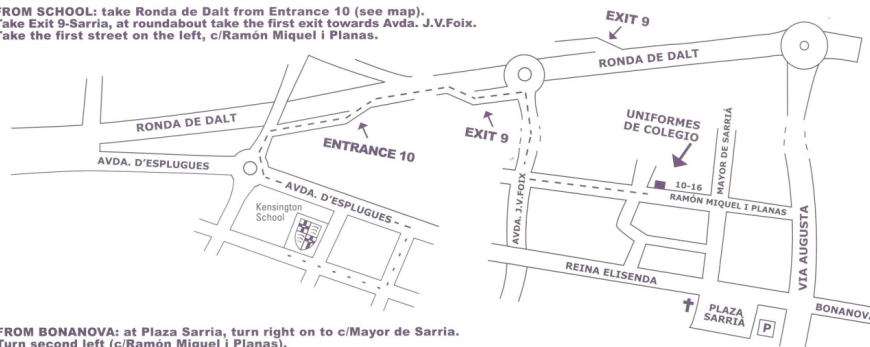 FROM SCHOOL: take Ronda de Dalt from Entrance 10 (see map).
Take Exit 9-Sarria, at roundabout take the first exit towards Avda. J.V.Foix.
Take the first street on the left, c/Ramón Miquel i Planas.
EXIT 9
RONDA DE DALT
RONDA DE DALT
ENTRANCE 10
EXIT 9
UNIFORMES
DE COLEGIO
MAYOR DE SARRIÁ
AVDA. D'ESPLUGUES
AVDA. D'ESPLUGUES
10-16
RAMÓN MIQUEL I PLANAS
Kensington
School
AVDA. J.V.FOIX
VIA AUGUSTA
REINA ELISENDA
PLAZA
SARRIÀ
P
BONANOVA
FROM BONANOVA: at Plaza Sarria, turn right on to c/Mayor de Sarria.
Turn second left (c/Ramón Miquel i Planas).